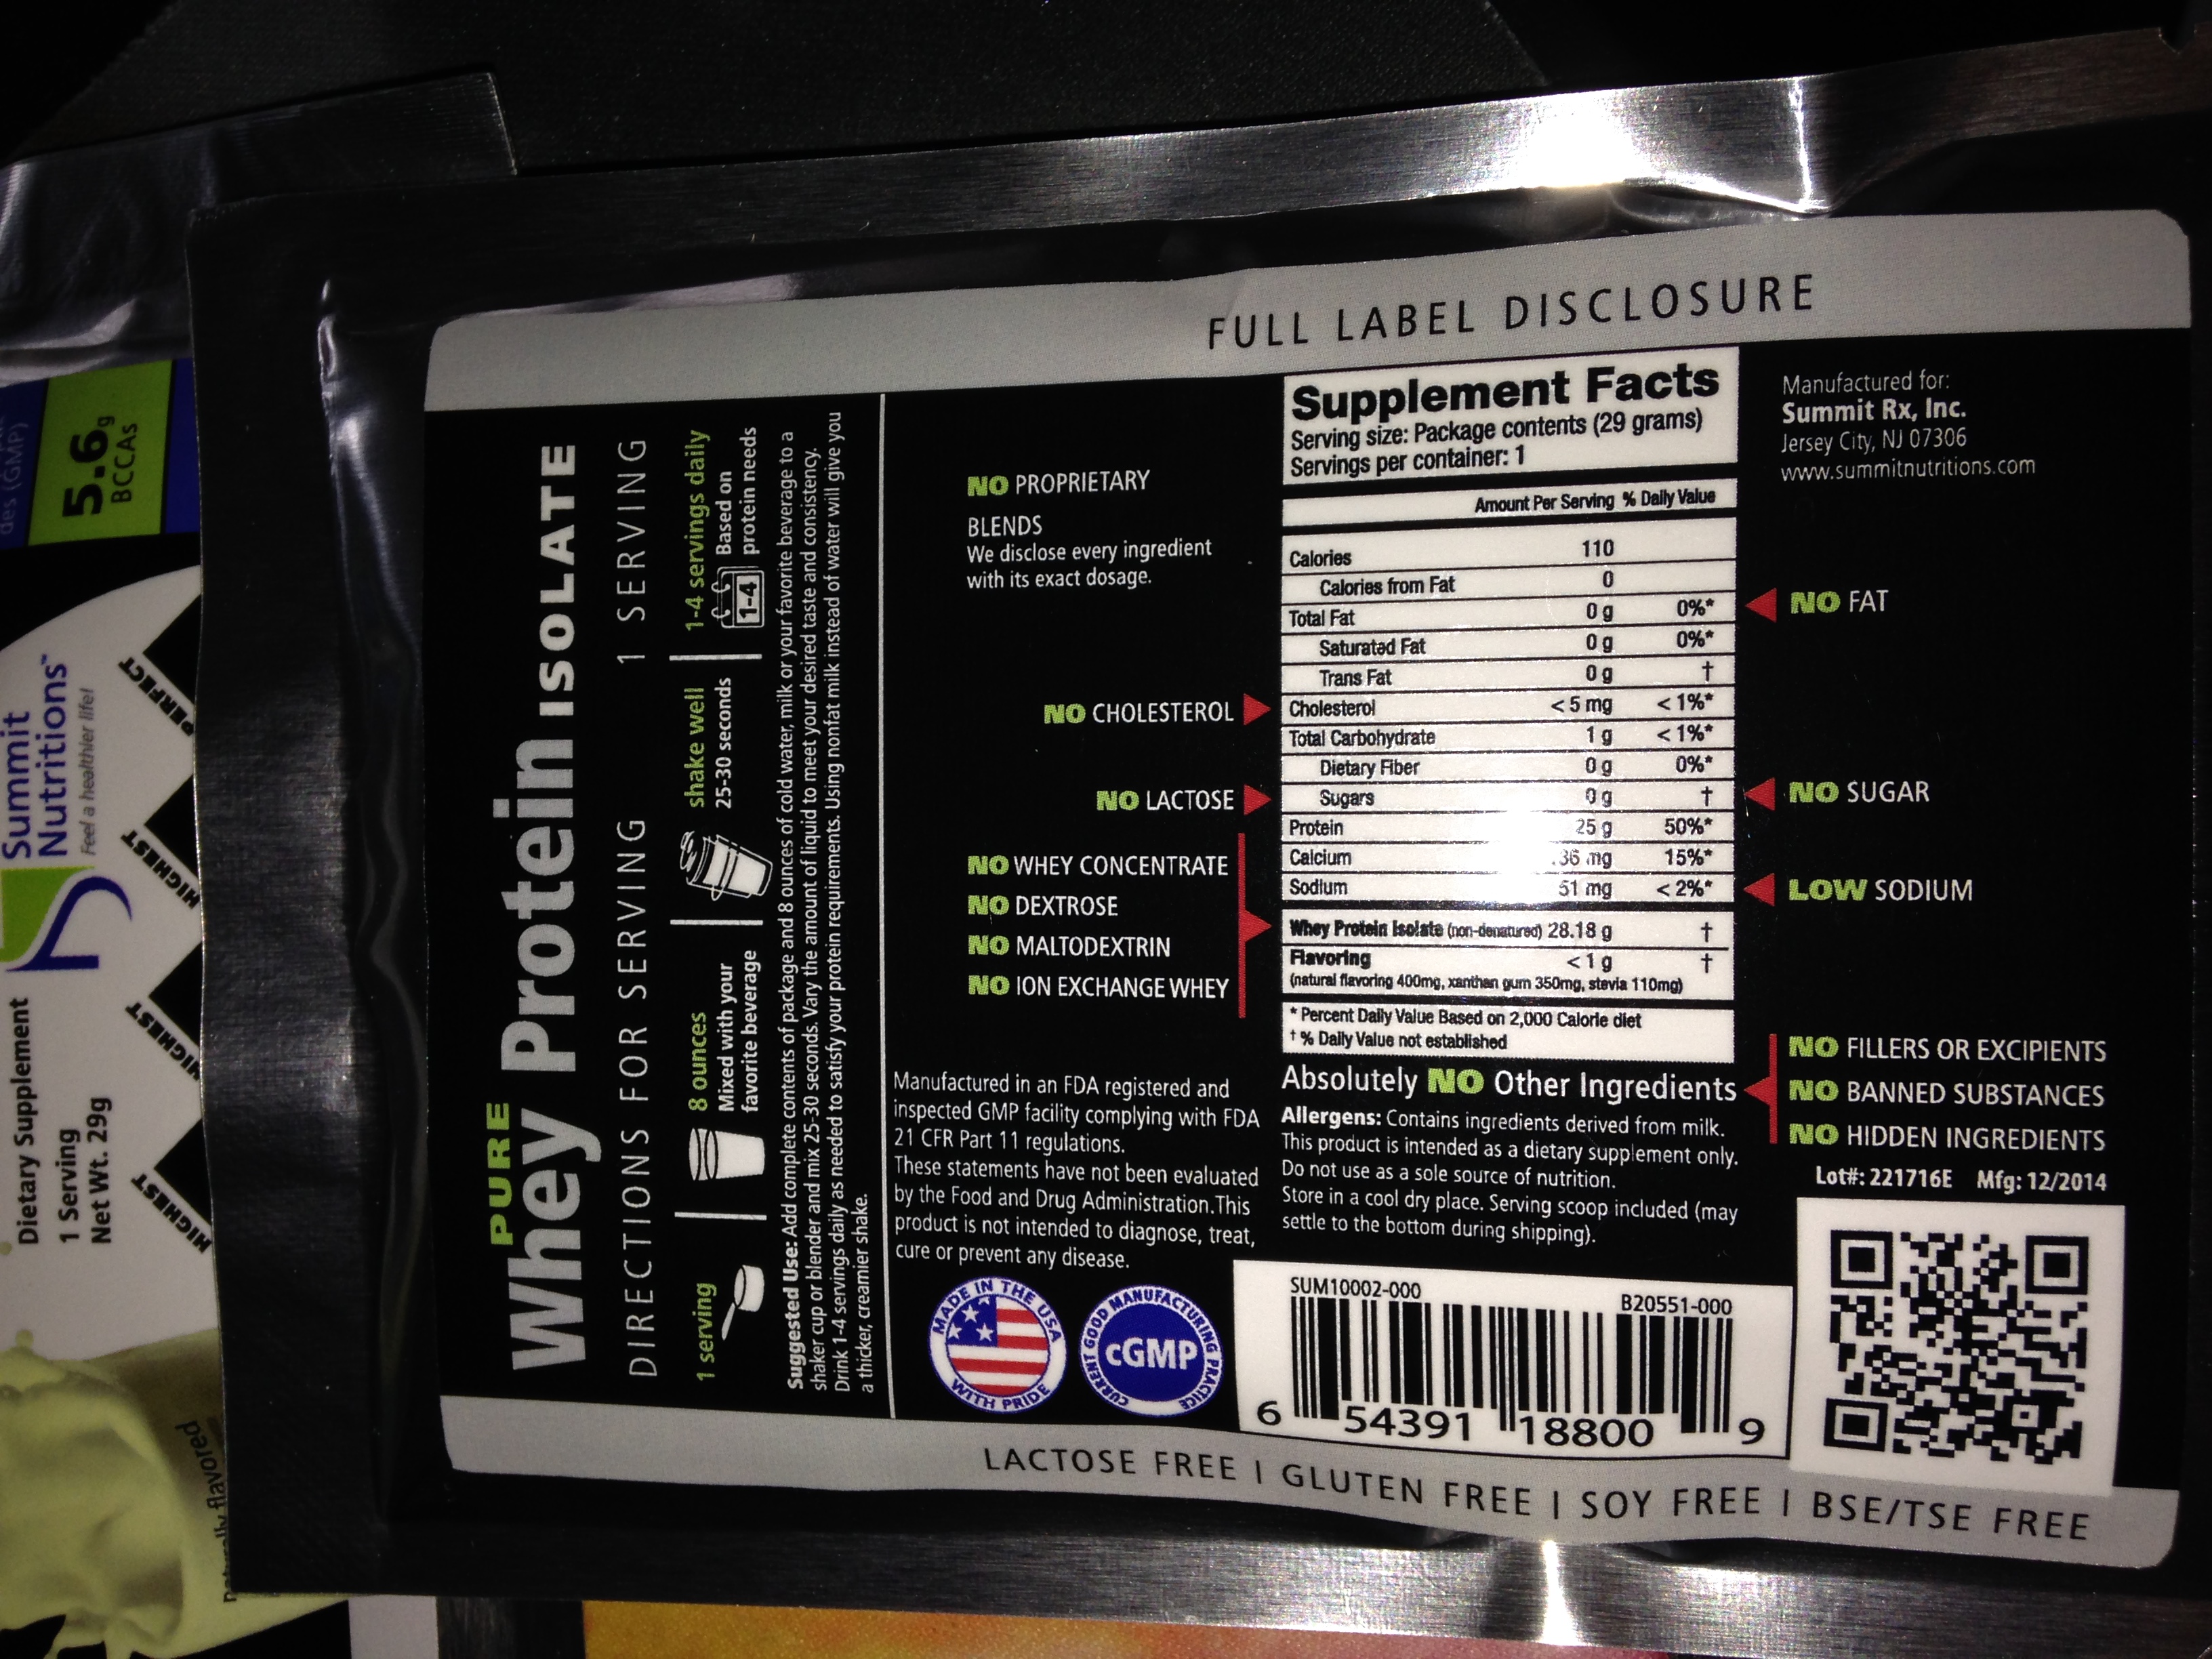 des (GMP)
5.6g
BCCAs
Summit
Nutritions™
Feel a healthier life!
PERFECT
HIGHEST
HIGHEST
HIGHEST
Dietary Supplement
1 Serving
Net Wt. 29g
flavored
PURE
Whey Protein ISOLATE
DIRECTIONS FOR SERVING 1 SERVING
1 serving
8 ounces
Mixed with your
favorite beverage
shake well
25-30 seconds
1-4 servings daily
1-4
Based on
protein needs
Suggested Use: Add complete contents of package and 8 ounces of cold water, milk or your favorite beverage to a
shaker cup or blender and mix 25-30 seconds. Vary the amount of liquid to meet your desired taste and consistency.
Drink 1-4 servings daily as needed to satisfy your protein requirements. Using nonfat milk instead of water will give you
a thicker, creamier shake.
FULL LABEL DISCLOSURE
NO PROPRIETARY
BLENDS
We disclose every ingredient
with its exact dosage.
NO CHOLESTEROL
NO LACTOSE
NO WHEY CONCENTRATE
NO DEXTROSE
NO MALTODEXTRIN
NO ION EXCHANGE WHEY
Manufactured in an FDA registered and
inspected GMP facility complying with FDA
21 CFR Part 11 regulations.
These statements have not been evaluated
by the Food and Drug Administration. This
product is not intended to diagnose, treat,
cure or prevent any disease.
MADE IN THE USA
WITH PRIDE
CURRENT GOOD MANUFACTURING PRACTICE
cGMP
Supplement Facts
Serving size: Package contents (29 grams)
Servings per container: 1
Amount Per Serving % Daily Value
Calories 110
Calories from Fat 0
Total Fat 0 g 0%*
Saturated Fat 0 g 0%*
Trans Fat 0 g †
Cholesterol < 5 mg < 1%*
Total Carbohydrate 1 g < 1%*
Dietary Fiber 0 g 0%*
Sugars 0 g †
Protein 25 g 50%*
Calcium 36 mg 15%*
Sodium 51 mg < 2%*
Whey Protein Isolate (non-denatured) 28.18 g †
Flavoring < 1 g †
(natural flavoring 400mg, xanthan gum 350mg, stevia 110mg)
* Percent Daily Value Based on 2,000 Calorie diet
† % Daily Value not established
Absolutely NO Other Ingredients
Allergens: Contains ingredients derived from milk.
This product is intended as a dietary supplement only.
Do not use as a sole source of nutrition.
Store in a cool dry place. Serving scoop included (may
settle to the bottom during shipping).
SUM10002-000
B20551-000
6 54391 18800 9
Manufactured for:
Summit Rx, Inc.
Jersey City, NJ 07306
www.summitnutritions.com
NO FAT
NO SUGAR
LOW SODIUM
NO FILLERS OR EXCIPIENTS
NO BANNED SUBSTANCES
NO HIDDEN INGREDIENTS
Lot#: 221716E Mfg: 12/2014
LACTOSE FREE | GLUTEN FREE | SOY FREE | BSE/TSE FREE